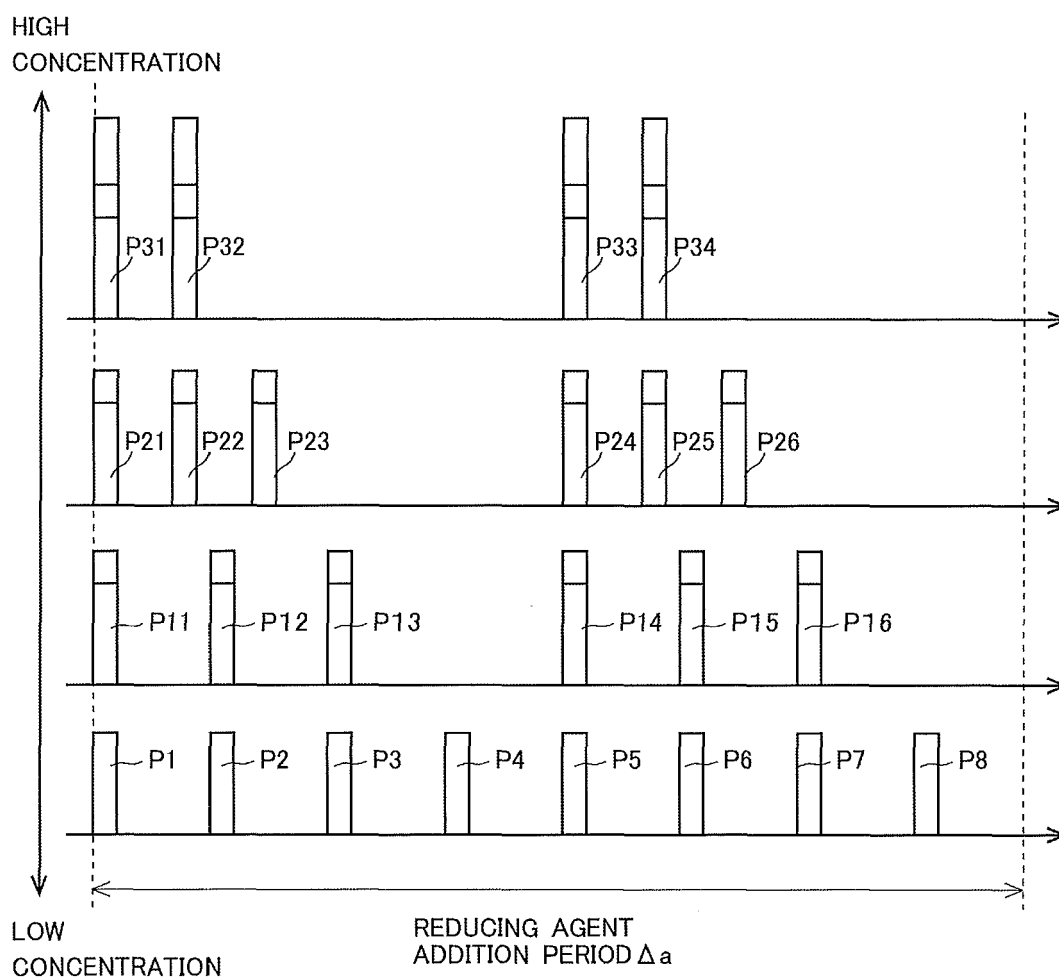 HIGH
CONCENTRATION
P31 P32 P33 P34
P21 P22 P23 P24 P25 P26
P11 P12 P13 P14 P15 P16
P1 P2 P3 P4 P5 P6 P7 P8
LOW
CONCENTRATION
REDUCING AGENT
ADDITION PERIOD Δa